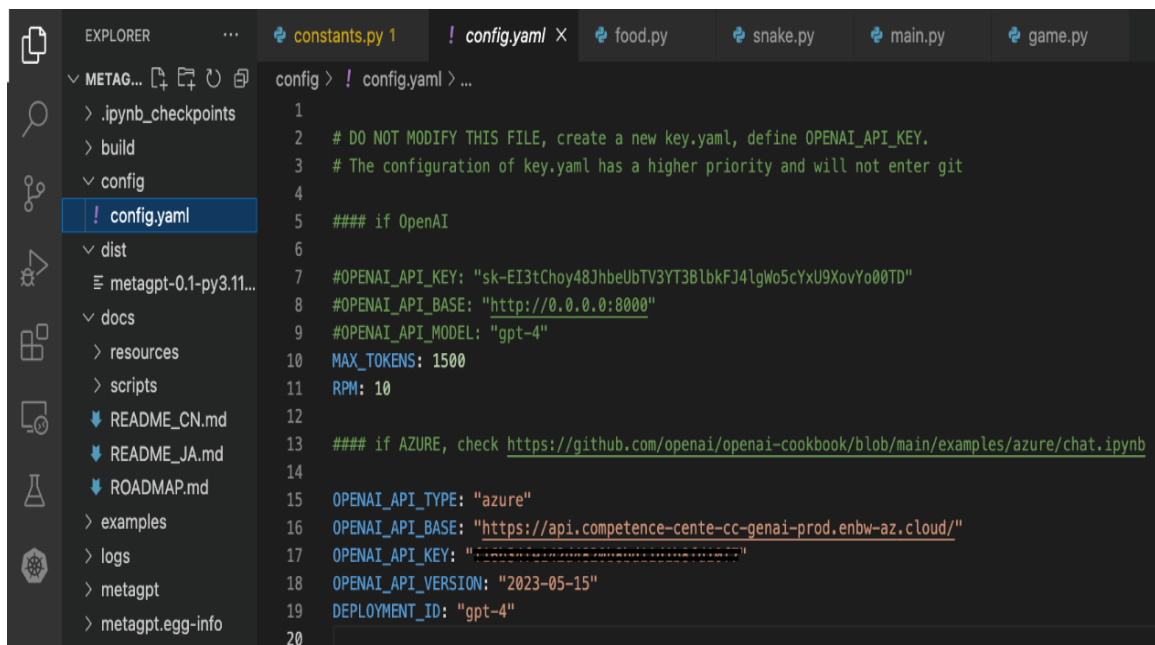 EXPLORER ...
constants.py 1
config.yaml
food.py
snake.py
main.py
game.py
METAG...
.ipynb_checkpoints
build
config
config.yaml
dist
metagpt-0.1-py3.11...
docs
resources
scripts
README_CN.md
README_JA.md
ROADMAP.md
examples
logs
metagpt
metagpt.egg-info
config > ! config.yaml > ...
1
2 # DO NOT MODIFY THIS FILE, create a new key.yaml, define OPENAI_API_KEY.
3 # The configuration of key.yaml has a higher priority and will not enter git
4
5 #### if OpenAI
6
7 #OPENAI_API_KEY: "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"
8 #OPENAI_API_BASE: "http://0.0.0.0:8000"
9 #OPENAI_API_MODEL: "gpt-4"
10 MAX_TOKENS: 1500
11 RPM: 10
12
13 #### if AZURE, check https://github.com/openai/openai-cookbook/blob/main/examples/azure/chat.ipynb
14
15 OPENAI_API_TYPE: "azure"
16 OPENAI_API_BASE: "https://api.competence-cente-cc-genai-prod.enbw-az.cloud/"
17 OPENAI_API_KEY: " "
18 OPENAI_API_VERSION: "2023-05-15"
19 DEPLOYMENT_ID: "gpt-4"
20